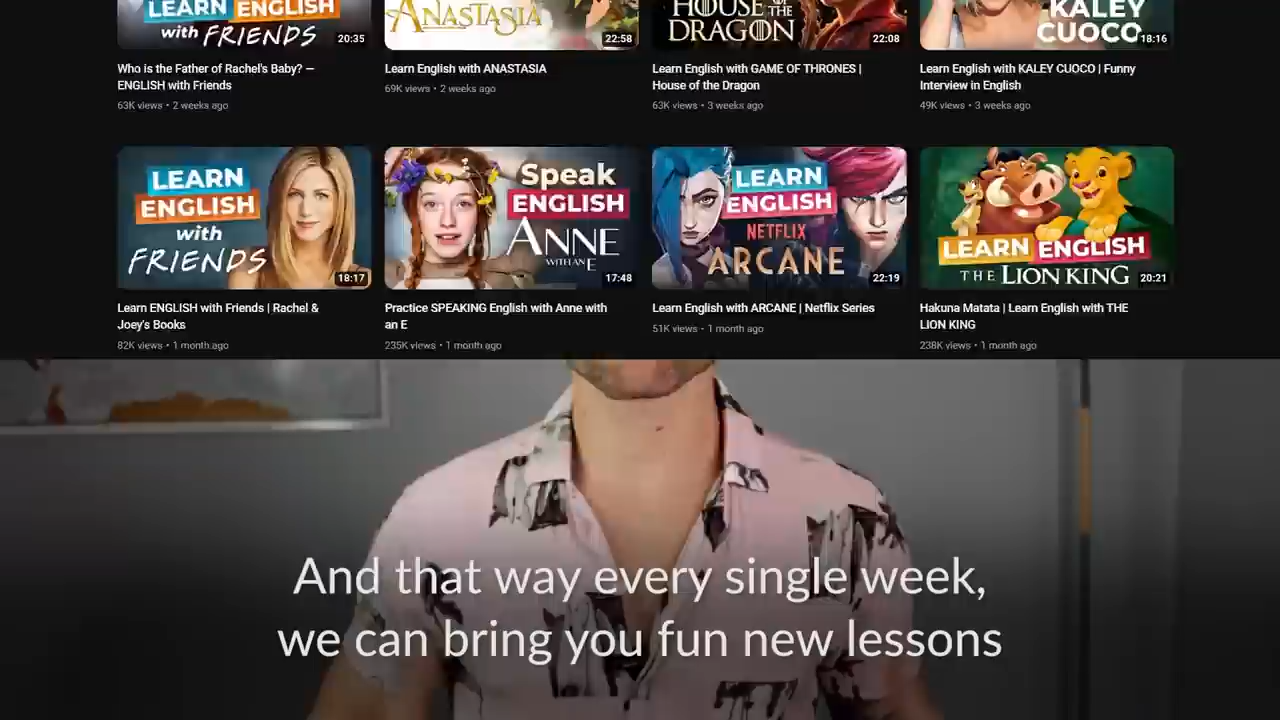 LEARN ENGLISH
with FRIENDS
20:35
ANASTASIA
22:58
HOUSE OF THE
DRAGON
22:08
KALEY
CUOCO
18:16
Who is the Father of Rachel's Baby? —
ENGLISH with Friends
63K views • 2 weeks ago
Learn English with ANASTASIA
69K views • 2 weeks ago
Learn English with GAME OF THRONES |
House of the Dragon
63K views • 3 weeks ago
Learn English with KALEY CUOCO | Funny
Interview in English
49K views • 3 weeks ago
LEARN
ENGLISH
with
FRIENDS
18:17
Speak
ENGLISH
ANNE
WITH AN E
17:48
LEARN
ENGLISH
NETFLIX
ARCANE
22:19
LEARN ENGLISH
THE LION KING
20:21
Learn ENGLISH with Friends | Rachel &
Joey's Books
82K views • 1 month ago
Practice SPEAKING English with Anne with
an E
235K views • 1 month ago
Learn English with ARCANE | Netflix Series
51K views • 1 month ago
Hakuna Matata | Learn English with THE
LION KING
238K views • 1 month ago
And that way every single week,
we can bring you fun new lessons